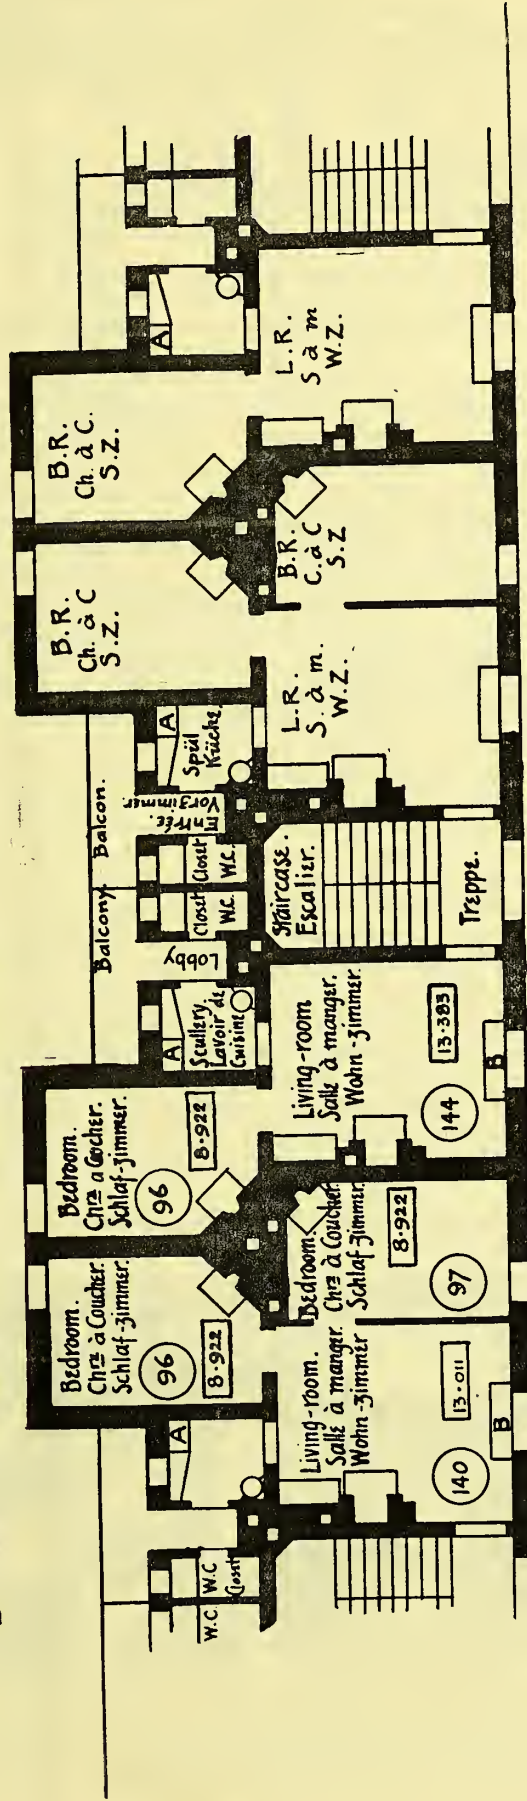 Balcony. Balcon.
Bedroom.
Chre à Coucher.
Schlaf-zimmer.
96
8·922
Bedroom.
Chre a Cocher.
Schlaf-zimmer.
96
8·922
B.R.
Ch. à C
S.Z.
B.R.
Ch. à C.
S.Z.
W.C.
W.C
Closet
A
A
Scullery.
Lavoir de
Cuisine
Lobby
Closet
W.C.
Closet
W.C.
Entrée.
Vorzimmer.
A
Spül
Küche.
A
Living-room.
Salle à manger.
Wohn-zimmer
140
13·011
B
Bedroom.
Chre à Coucher.
Schlaf-zimmer
97
8·922
Living-room
Salle à manger.
Wohn-zimmer.
144
13·383
B
Staircase.
Escalier.
Treppe.
L.R.
S. à m.
W.Z.
B.R.
C. à C
S.Z
L.R.
S à m
W.Z.